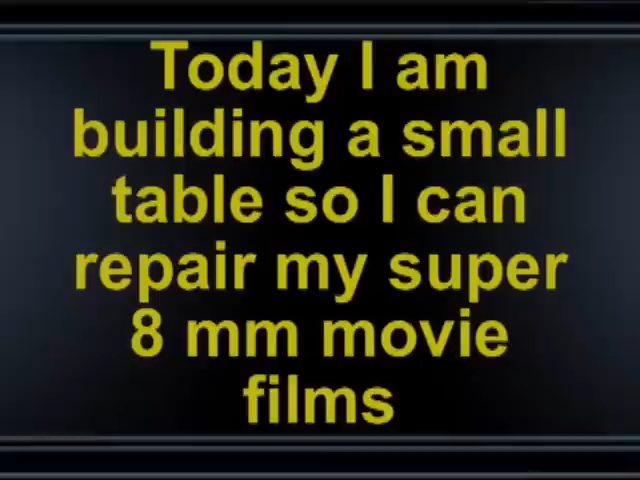 Today I am
building a small
table so I can
repair my super
8 mm movie
films